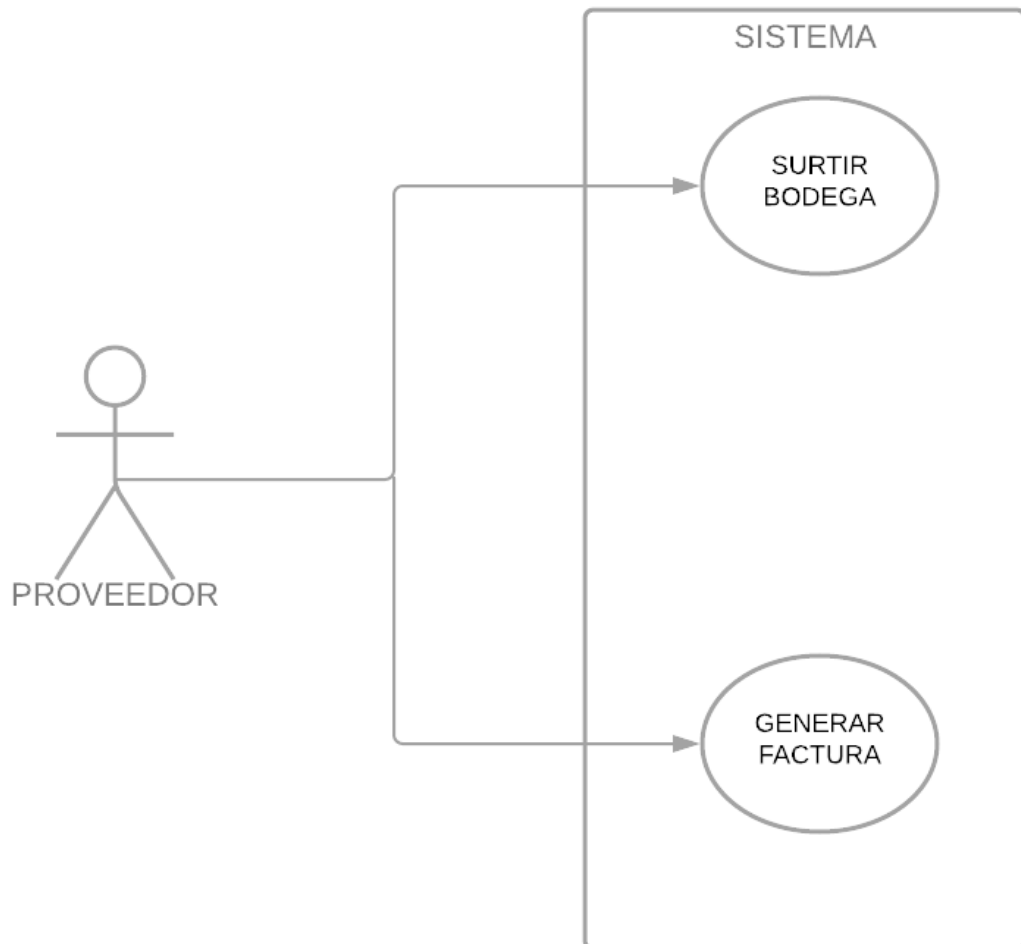 SISTEMA
SURTIR
BODEGA
PROVEEDOR
GENERAR
FACTURA